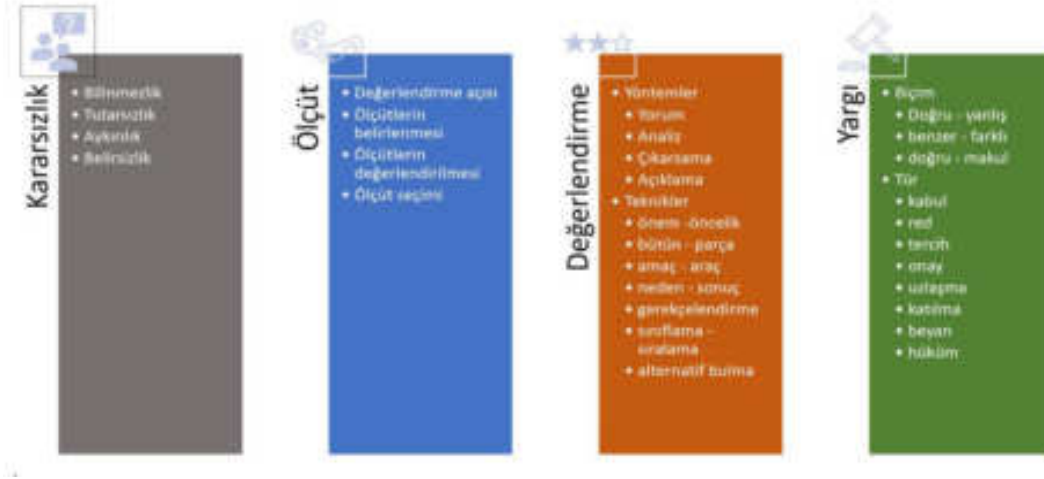 Kararsızlık
• Bilinmezlik
• Tutarsızlık
• Aykırılık
• Belirsizlik
Ölçüt
• Değerlendirme açısı
• Ölçütlerin
belirlenmesi
• Ölçütlerin
değerlendirilmesi
• Ölçüt seçimi
Değerlendirme
• Yöntemler
• Yorum
• Analiz
• Çıkarsama
• Açıklama
• Teknikler
• önem -öncelik
• bütün - parça
• amaç - araç
• neden - sonuç
• gerekçelendirme
• sınıflama -
sıralama
• alternatif bulma
Yargı
• Biçim
• Doğru - yanlış
• benzer - farklı
• doğru - makul
• Tür
• kabul
• red
• tercih
• onay
• uzlaşma
• katılma
• beyan
• hüküm